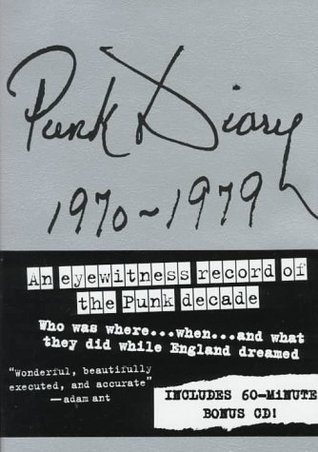 Punk Diary
1970-1979
An eyewitness record of
the Punk decade
Who was where...when...and what
they did while England dreamed
"Wonderful, beautifully
executed, and accurate"
—adam ant
INCLUDES 60-MiNUTE
BONUS CD!